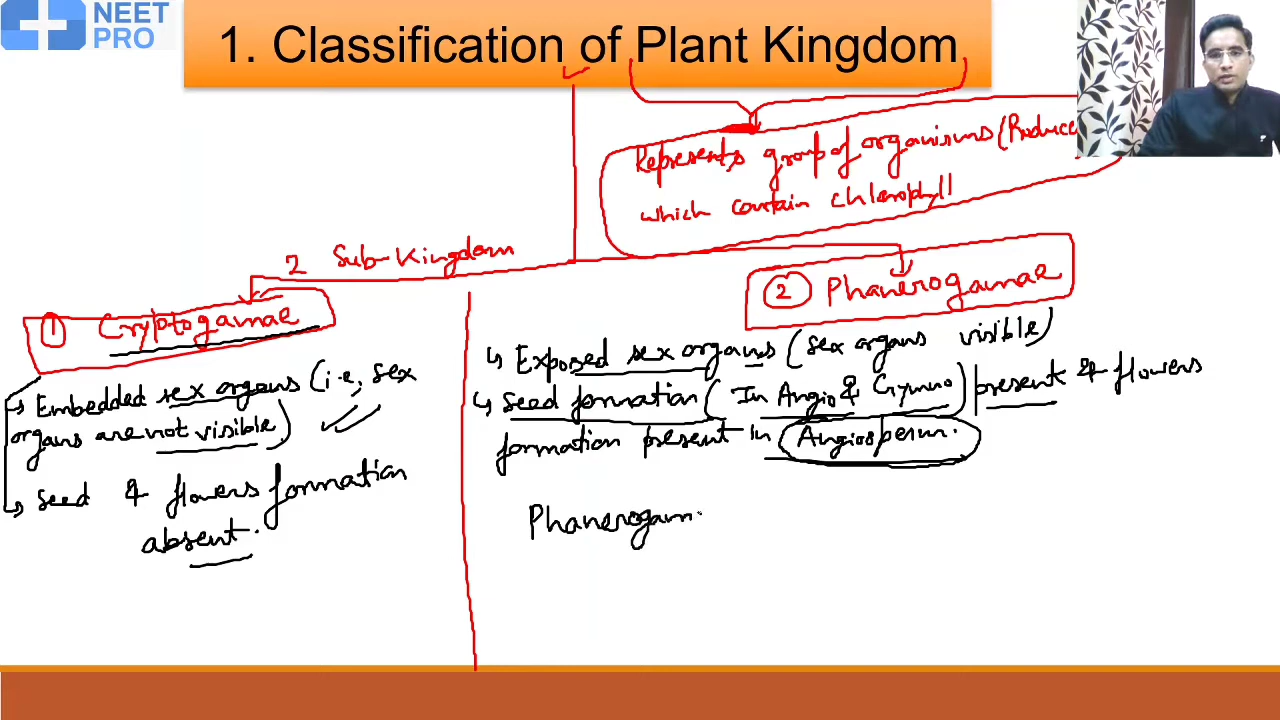 NEET
PRO
1. Classification of Plant Kingdom
Represents group of organisms (Produce
which contain chlorophyll
2 Sub-Kingdom
1 Cryptogamae
2 Phanerogamae
↳ Embedded sex organs (i.e, sex
organs are not visible)
↳ Seed & flowers formation
absent.
↳ Exposed sex organs (sex organs visible)
↳ Seed formation (In Angio & Gymno) present & flowers
formation present in Angiosperm.
Phanerogam